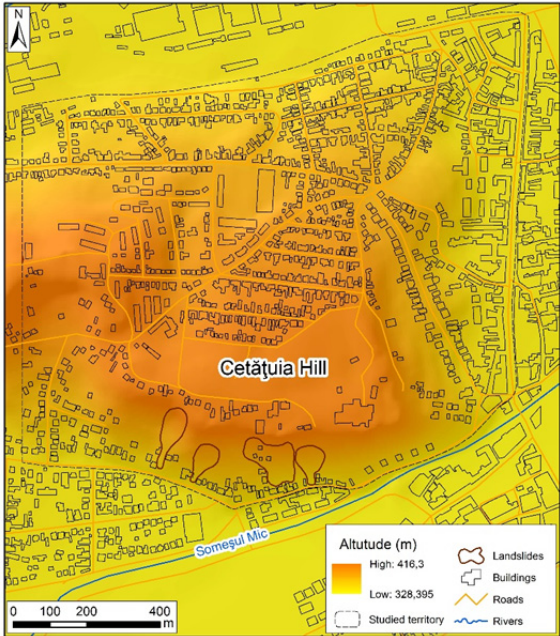 N
Cetăţuia Hill
Someşul Mic
Altutude (m)
High: 416,3
Low: 328,395
Landslides
Buildings
Roads
Studied territory
Rivers
0 100 200 400
m